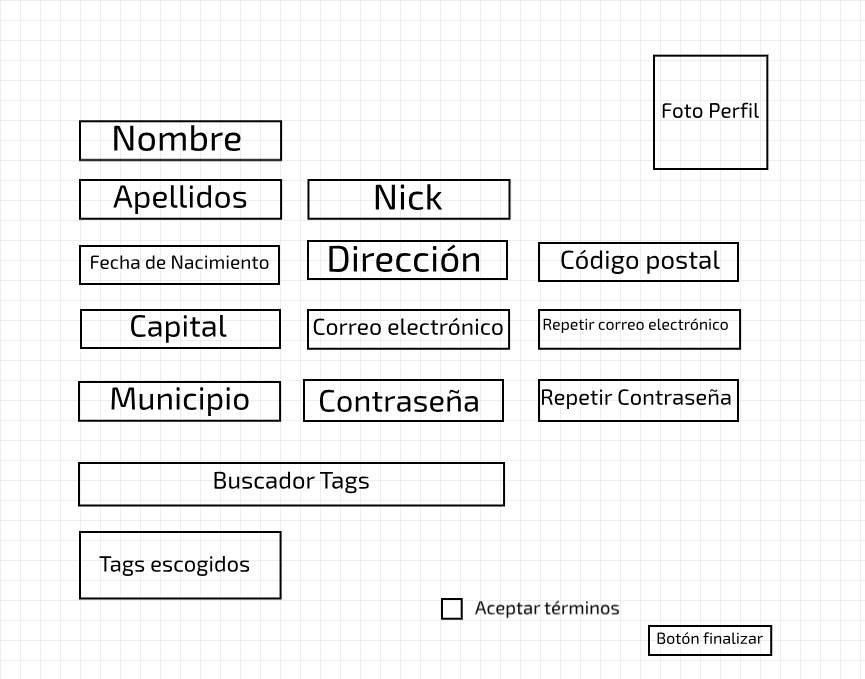 Foto Perfil
Nombre
Apellidos
Nick
Fecha de Nacimiento
Dirección
Código postal
Capital
Correo electrónico
Repetir correo electrónico
Municipio
Contraseña
Repetir Contraseña
Buscador Tags
Tags escogidos
Aceptar términos
Botón finalizar